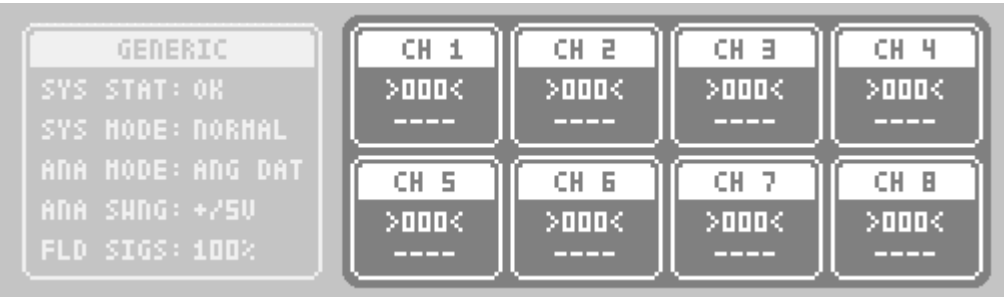 GENERIC
SYS STAT: OK
SYS MODE: NORMAL
ANA MODE: ANG DAT
ANA SWNG: +/5V
FLD SIGS: 100%
CH 1
>000<
----
CH 2
>000<
----
CH 3
>000<
----
CH 4
>000<
----
CH 5
>000<
----
CH 6
>000<
----
CH 7
>000<
----
CH 8
>000<
----